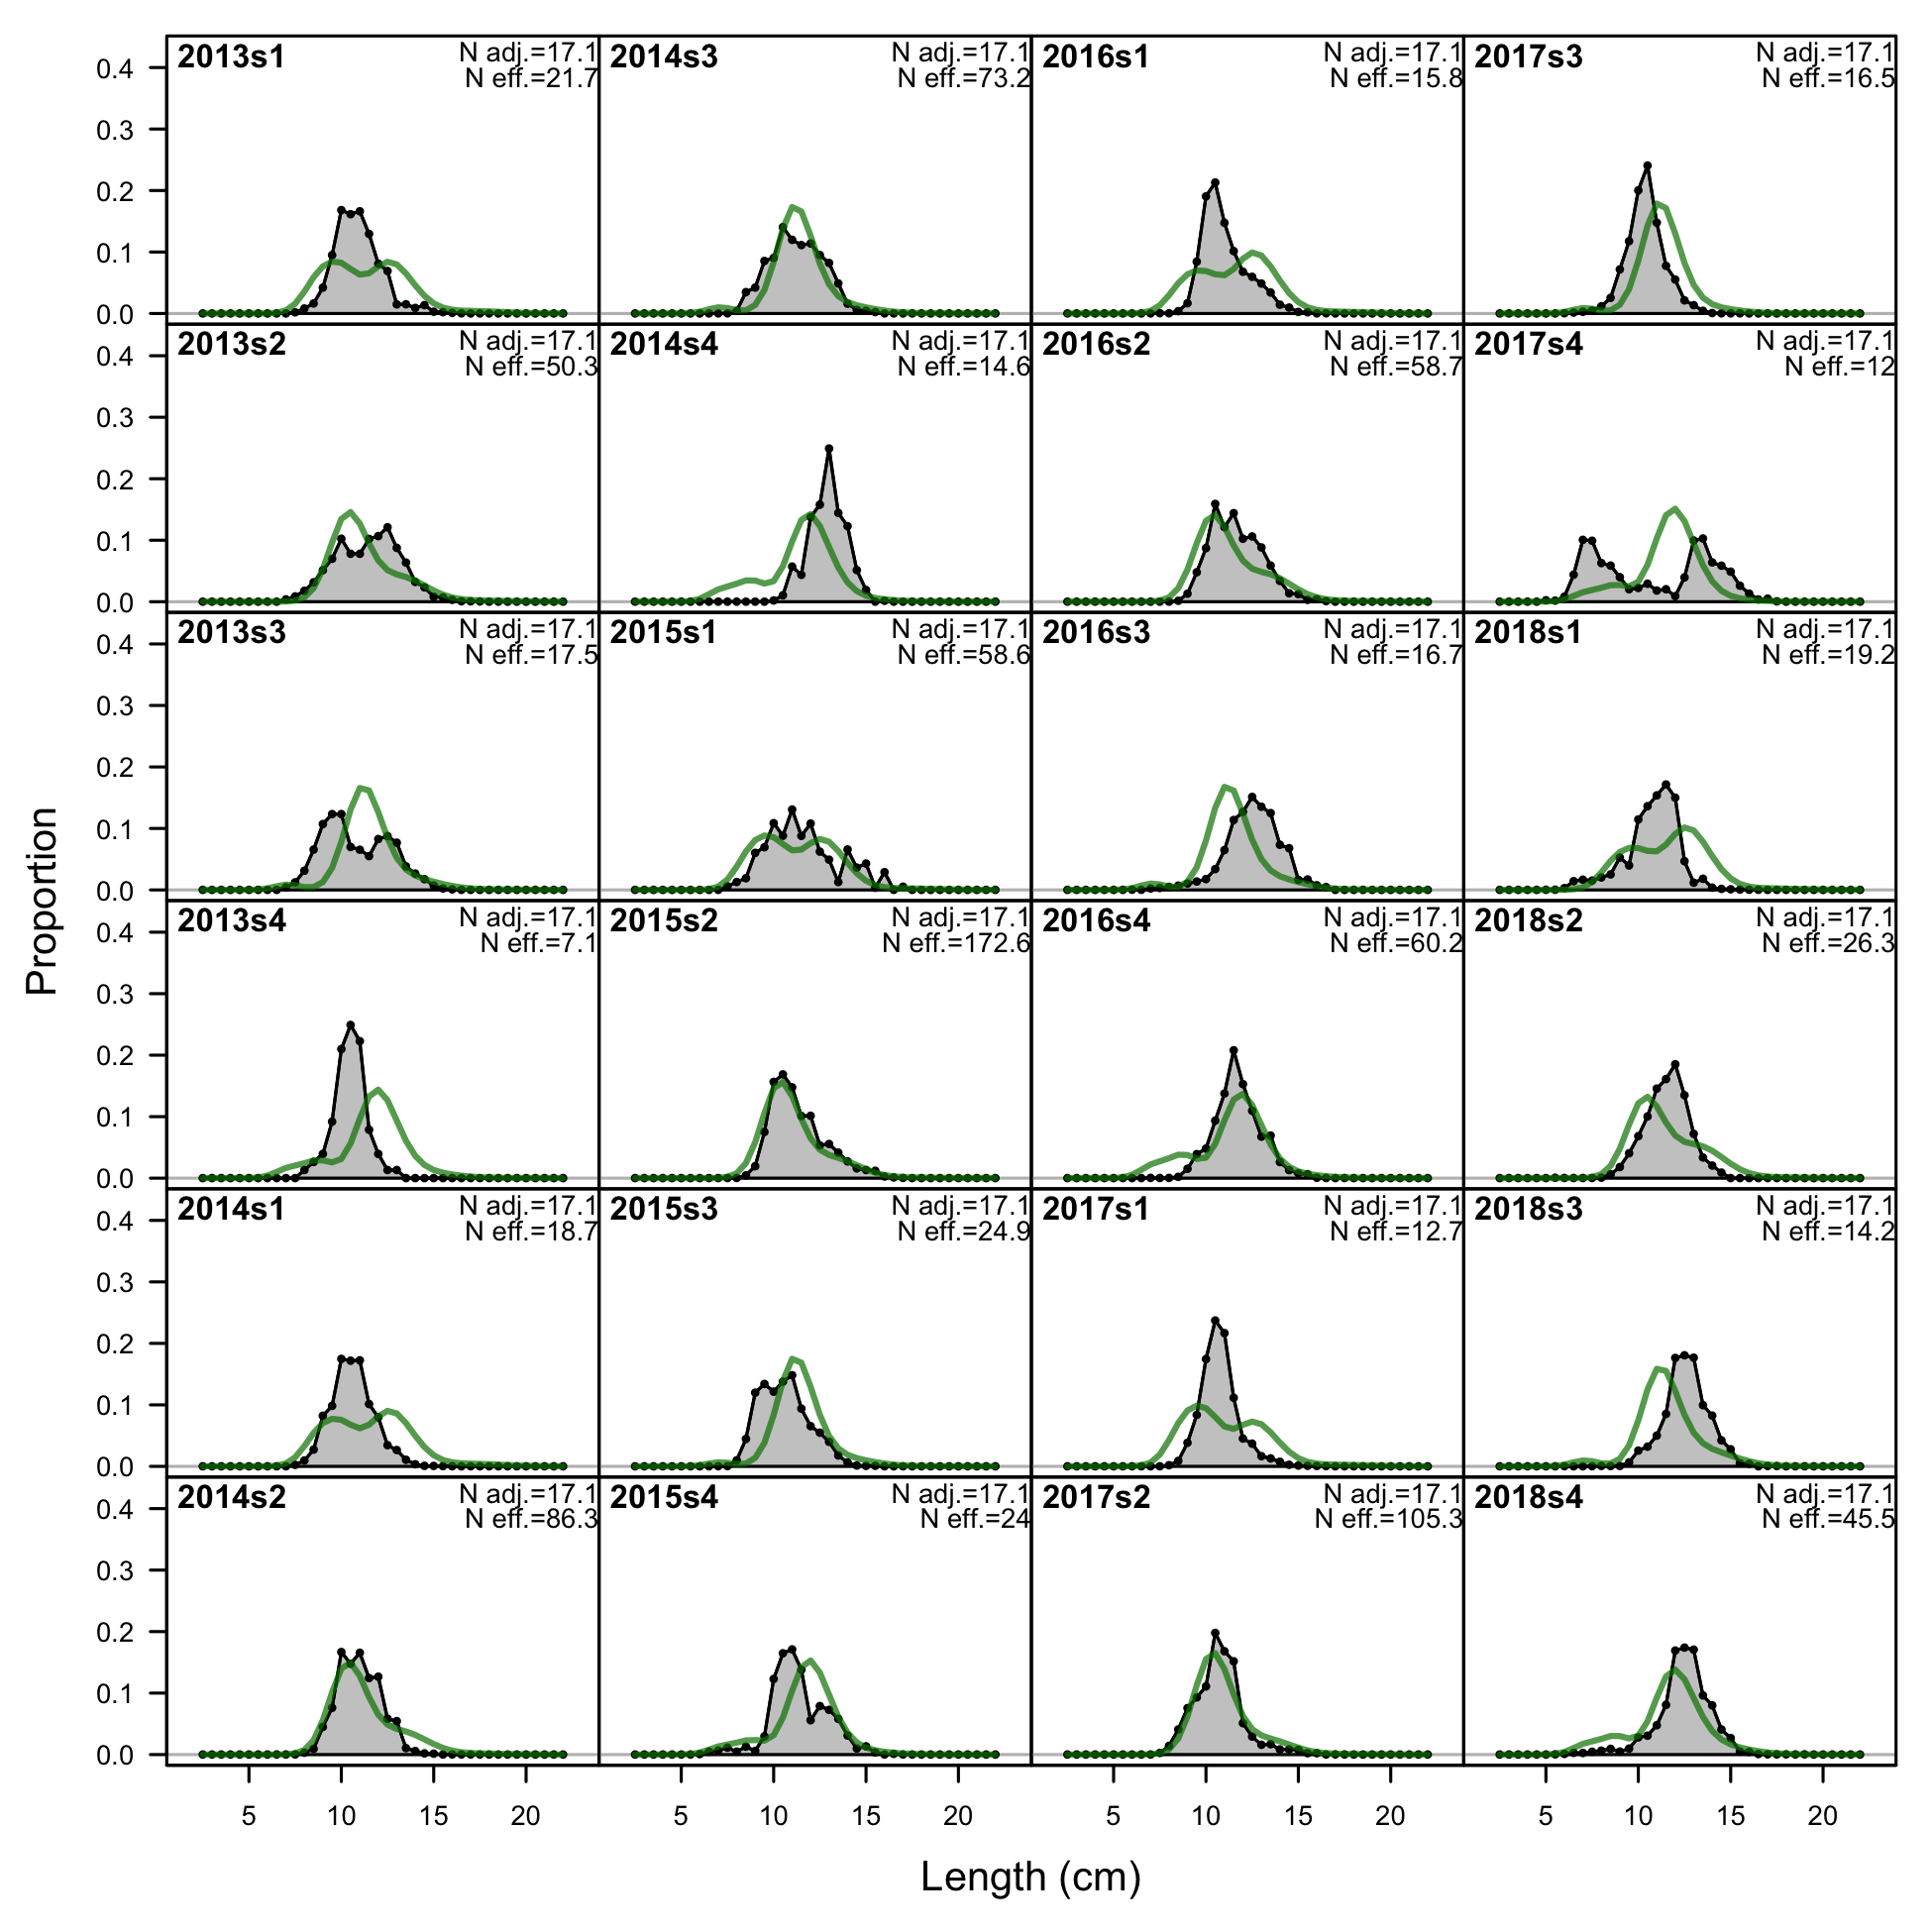 2013s1 N adj.=17.1
N eff.=21.7
2014s3 N adj.=17.1
N eff.=73.2
2016s1 N adj.=17.1
N eff.=15.8
2017s3 N adj.=17.1
N eff.=16.5
0.4
0.3
0.2
0.1
0.0
2013s2 N adj.=17.1
N eff.=50.3
2014s4 N adj.=17.1
N eff.=14.6
2016s2 N adj.=17.1
N eff.=58.7
2017s4 N adj.=17.1
N eff.=12
0.4
0.3
0.2
0.1
0.0
2013s3 N adj.=17.1
N eff.=17.5
2015s1 N adj.=17.1
N eff.=58.6
2016s3 N adj.=17.1
N eff.=16.7
2018s1 N adj.=17.1
N eff.=19.2
0.4
0.3
0.2
0.1
0.0
2013s4 N adj.=17.1
N eff.=7.1
2015s2 N adj.=17.1
N eff.=172.6
2016s4 N adj.=17.1
N eff.=60.2
2018s2 N adj.=17.1
N eff.=26.3
0.4
0.3
0.2
0.1
0.0
2014s1 N adj.=17.1
N eff.=18.7
2015s3 N adj.=17.1
N eff.=24.9
2017s1 N adj.=17.1
N eff.=12.7
2018s3 N adj.=17.1
N eff.=14.2
0.4
0.3
0.2
0.1
0.0
2014s2 N adj.=17.1
N eff.=86.3
2015s4 N adj.=17.1
N eff.=24
2017s2 N adj.=17.1
N eff.=105.3
2018s4 N adj.=17.1
N eff.=45.5
0.4
0.3
0.2
0.1
0.0
5 10 15 20 5 10 15 20 5 10 15 20 5 10 15 20
Length (cm)
Proportion